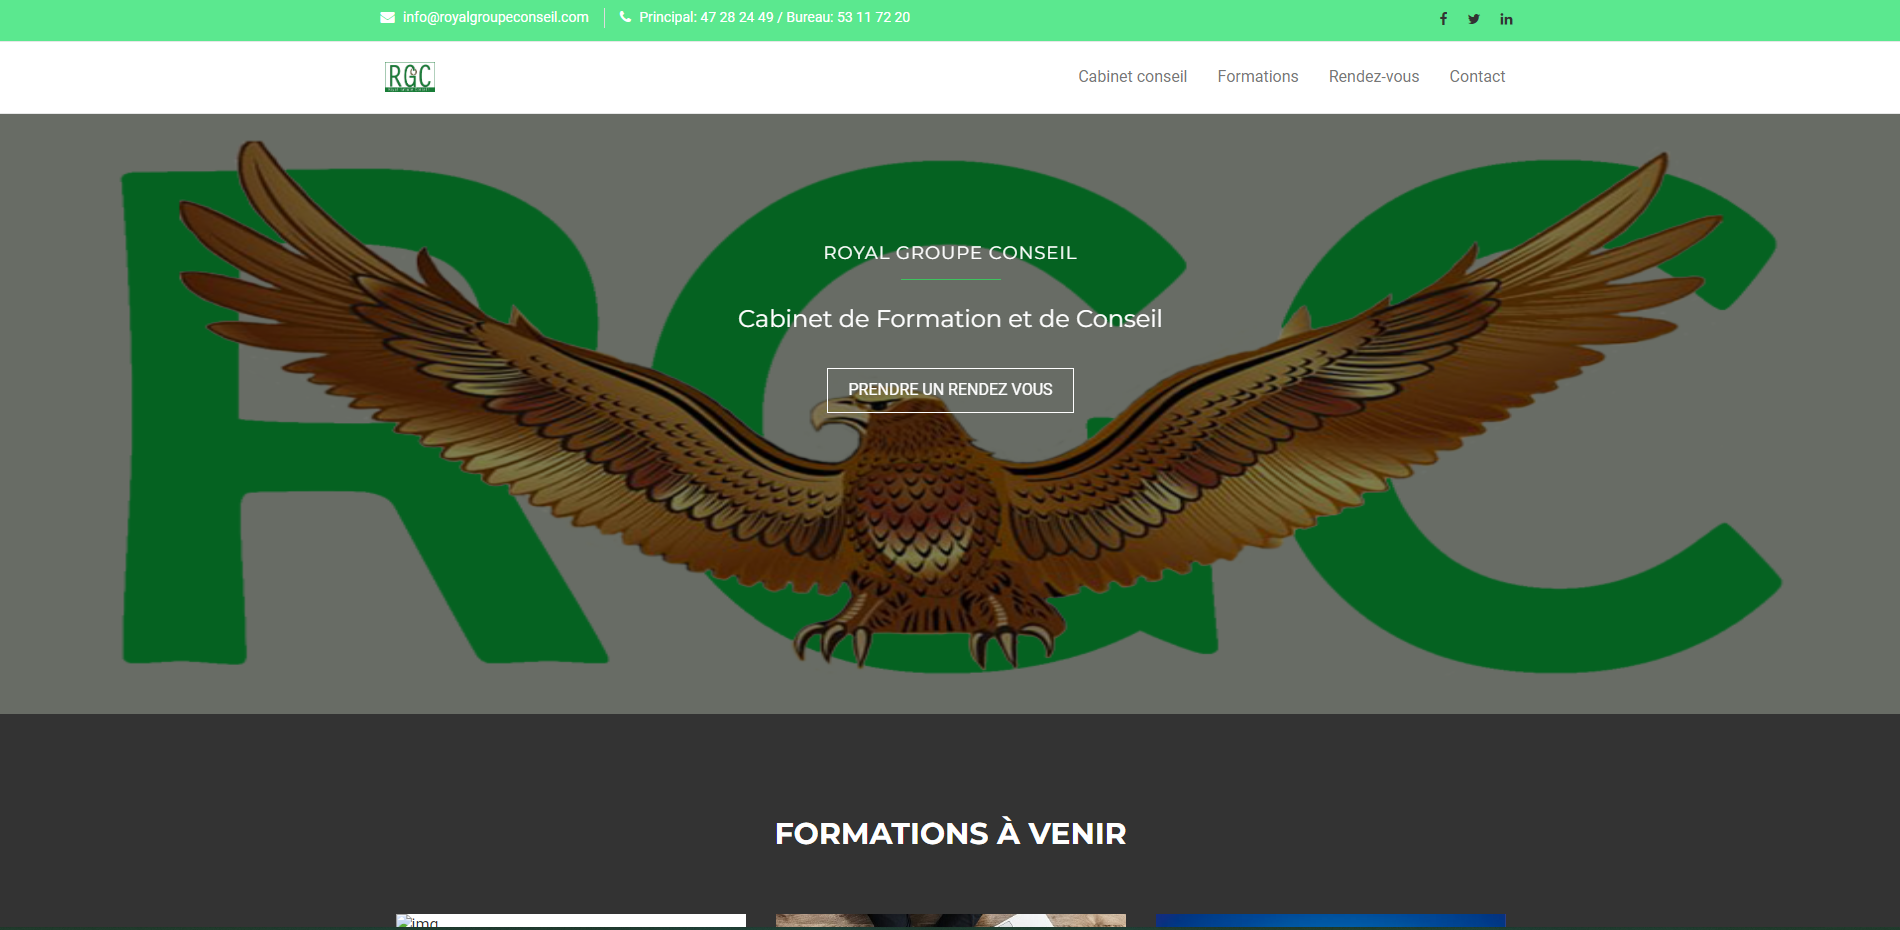 info@royalgroupeconseil.com
Principal: 47 28 24 49 / Bureau: 53 11 72 20
RGC
Cabinet conseil
Formations
Rendez-vous
Contact
RGC
ROYAL GROUPE CONSEIL
Cabinet de Formation et de Conseil
PRENDRE UN RENDEZ VOUS
FORMATIONS À VENIR
img